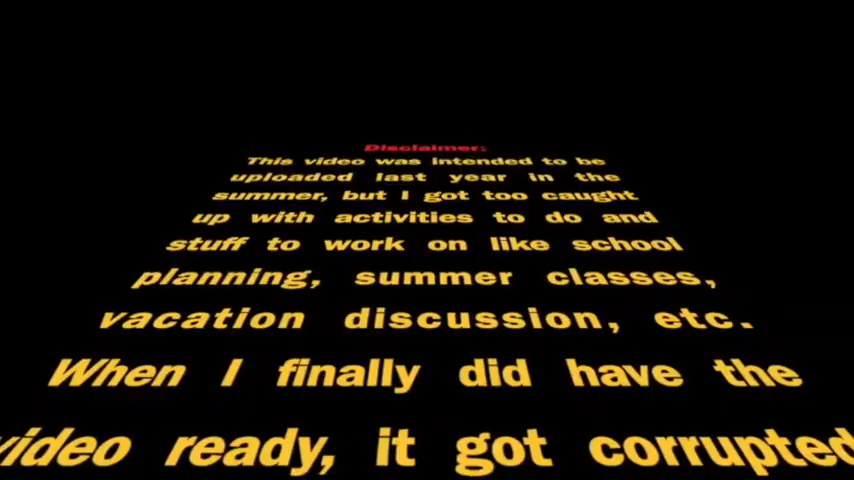 Disclaimer:
This video was intended to be
uploaded last year in the
summer, but I got too caught
up with activities to do and
stuff to work on like school
planning, summer classes,
vacation discussion, etc.
When I finally did have the
video ready, it got corrupted